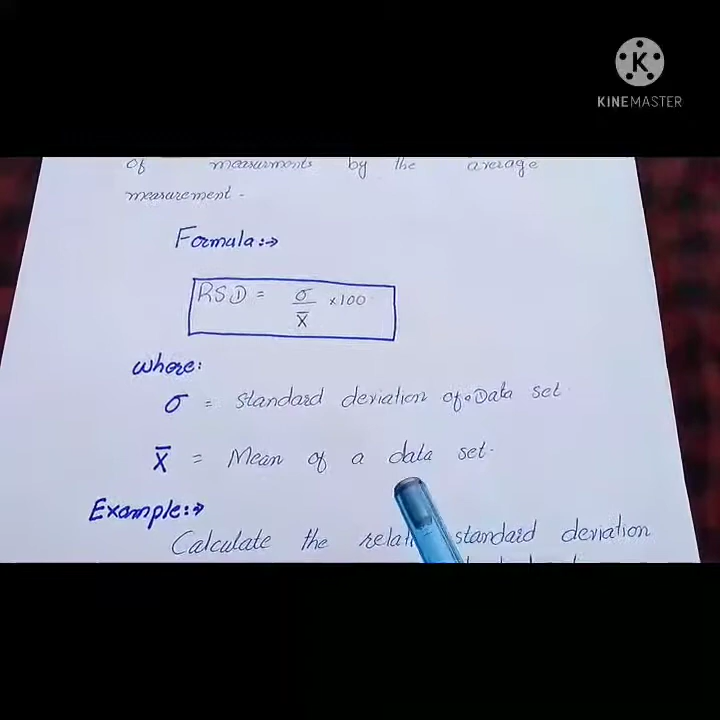 KINEMASTER
of measurments by the average
measurement.
Formula:→
RSD = σ/x̄ ×100
where:
σ = standard deviation of a Data set
x̄ = Mean of a data set.
Example:→
Calculate the standard deviation